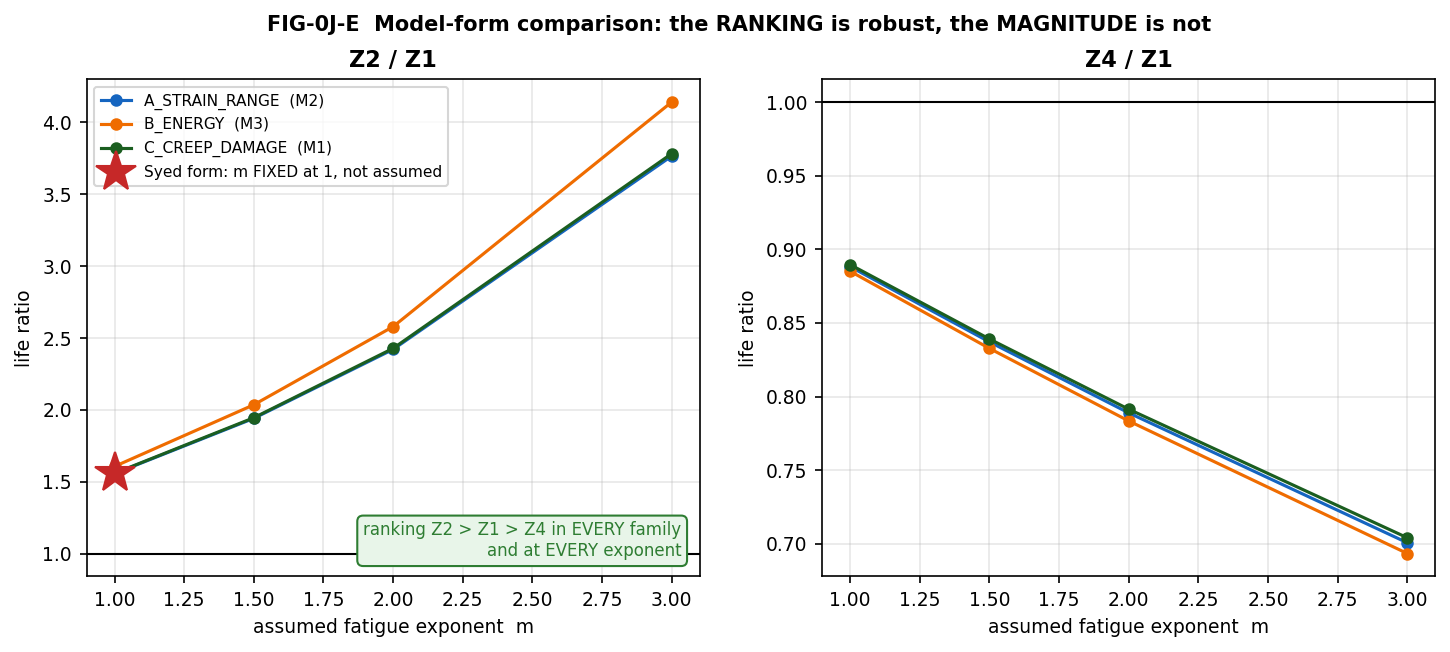 FIG-0J-E  Model-form comparison: the RANKING is robust, the MAGNITUDE is not
Z2 / Z1
life ratio
4.0
3.5
3.0
2.5
2.0
1.5
1.0
A_STRAIN_RANGE  (M2)
B_ENERGY  (M3)
C_CREEP_DAMAGE  (M1)
Syed form: m FIXED at 1, not assumed
ranking Z2 > Z1 > Z4 in EVERY family
and at EVERY exponent
1.00 1.25 1.50 1.75 2.00 2.25 2.50 2.75 3.00
assumed fatigue exponent  m
Z4 / Z1
life ratio
1.00
0.95
0.90
0.85
0.80
0.75
0.70
1.00 1.25 1.50 1.75 2.00 2.25 2.50 2.75 3.00
assumed fatigue exponent  m